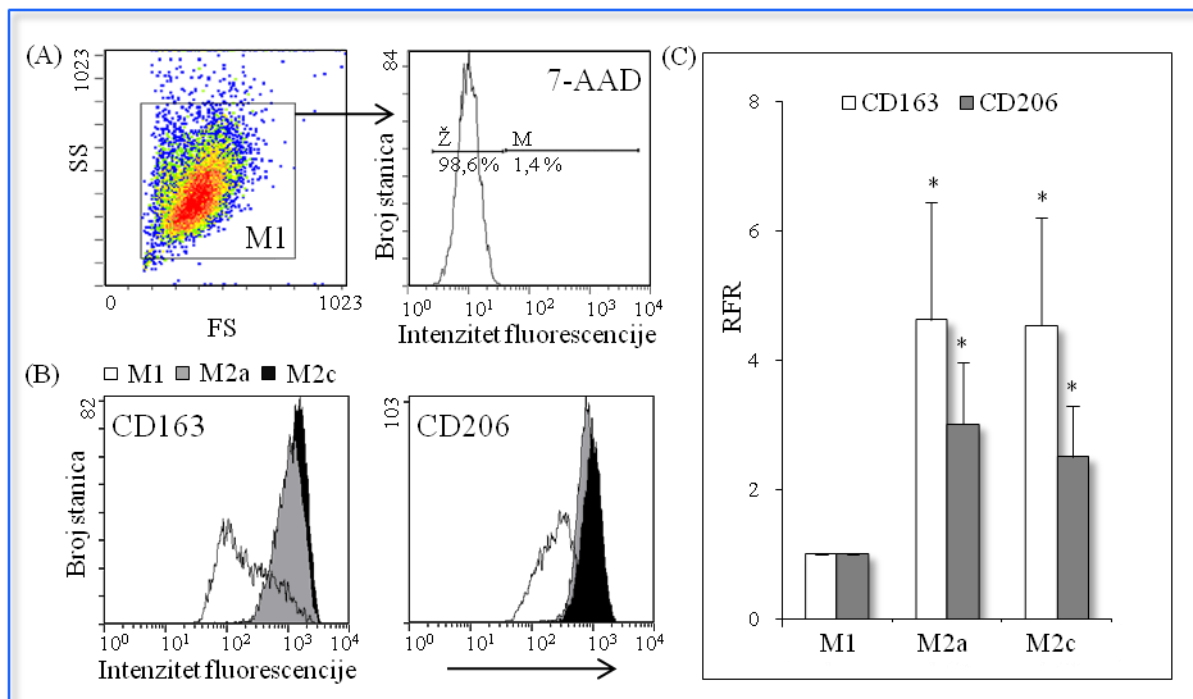 (A)
1023
SS
M1
0
1023
FS
84
7-AAD
Broj stanica
Ž
M
98,6%
1,4%
10⁰ 10¹ 10² 10³ 10⁴
Intenzitet fluorescencije
(B)
M1 M2a M2c
82
CD163
Broj stanica
10⁰ 10¹ 10² 10³ 10⁴
Intenzitet fluorescencije
103
CD206
10⁰ 10¹ 10² 10³ 10⁴
(C)
CD163 CD206
8
6
4
2
0
RFR
* * * *
M1 M2a M2c